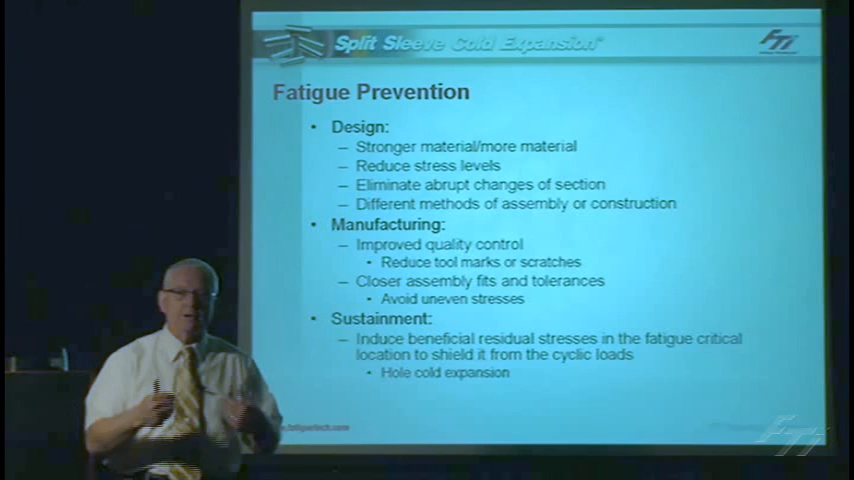 Split Sleeve Cold Expansion
FTi
Fatigue Prevention
• Design:
– Stronger material/more material
– Reduce stress levels
– Eliminate abrupt changes of section
– Different methods of assembly or construction
• Manufacturing:
– Improved quality control
• Reduce tool marks or scratches
– Closer assembly fits and tolerances
• Avoid uneven stresses
• Sustainment:
– Induce beneficial residual stresses in the fatigue critical
location to shield it from the cyclic loads
• Hole cold expansion
FTi